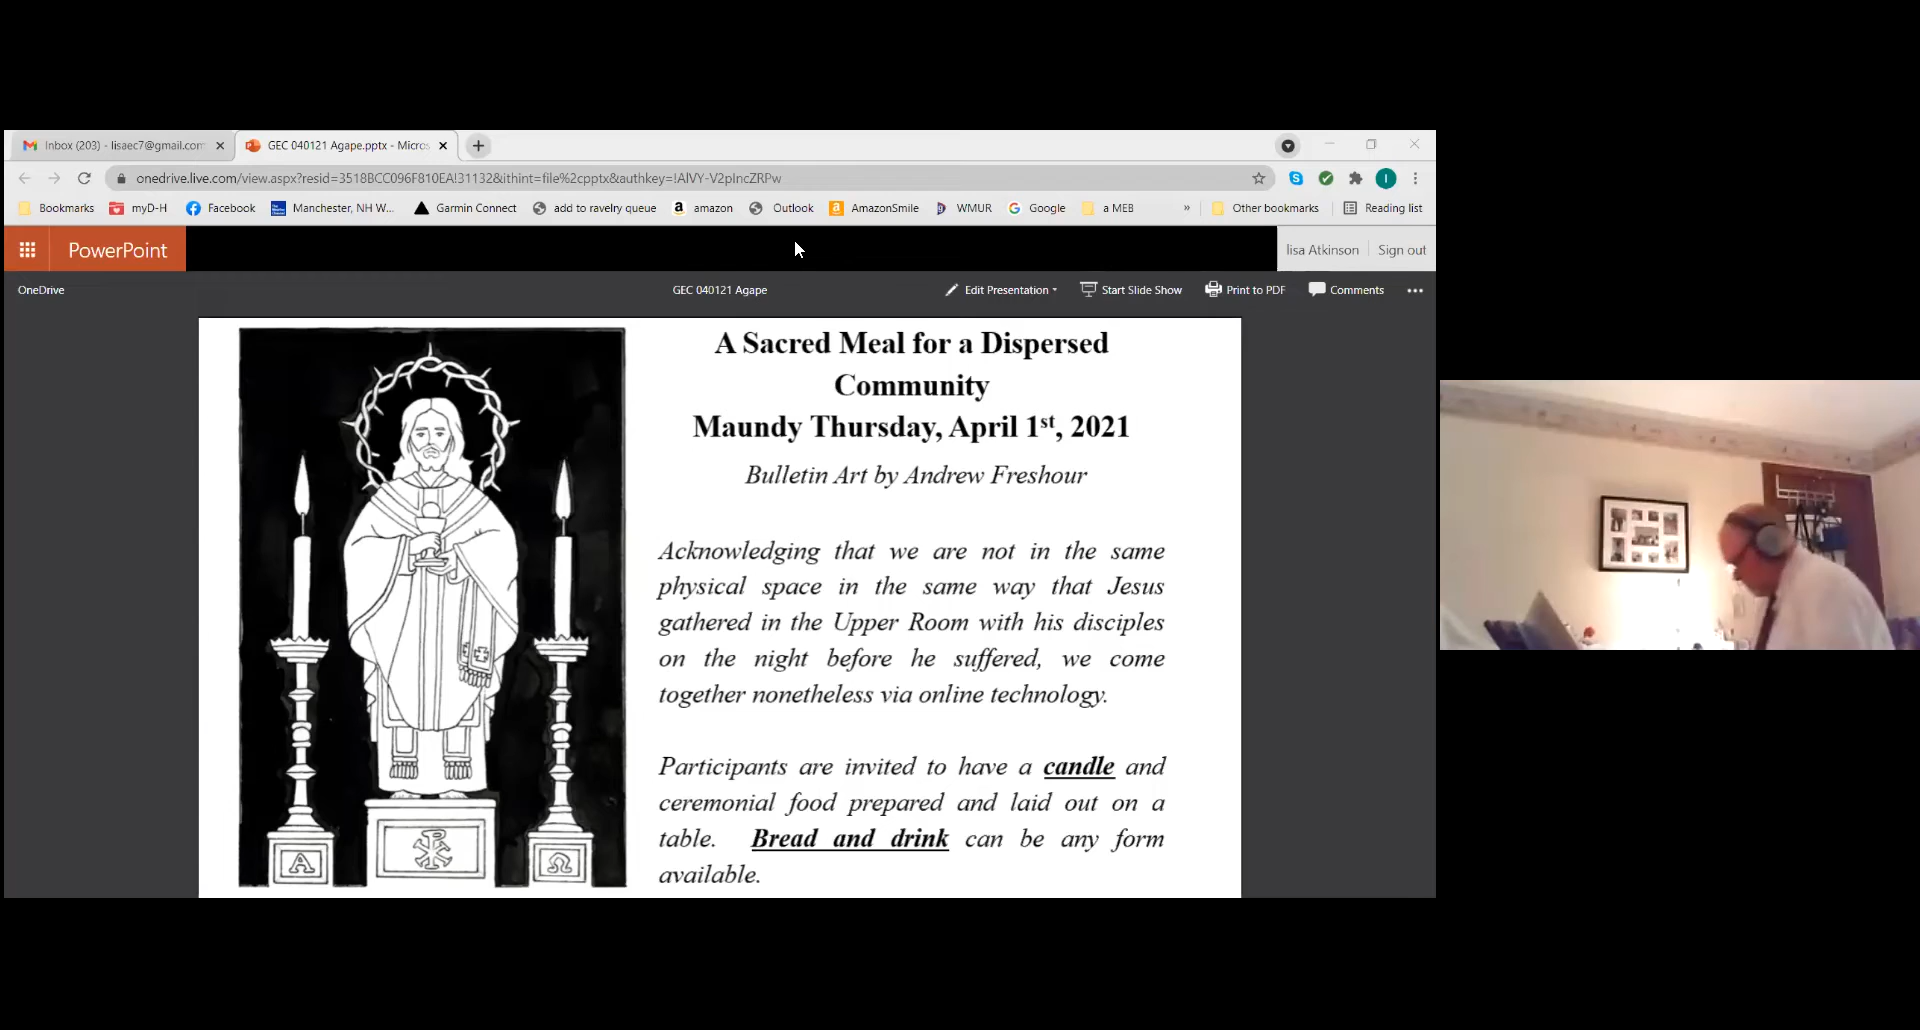 Inbox (203) - lisaec7@gmail.com
GEC 040121 Agape.pptx - Micros
onedrive.live.com/view.aspx?resid=3518BCC096F810EA!31132&ithint=file%2cpptx&authkey=!AlVY-V2pIncZRPw
Bookmarks myD-H Facebook Manchester, NH W... Garmin Connect add to ravelry queue amazon Outlook AmazonSmile WMUR Google a MEB » Other bookmarks Reading list
PowerPoint
lisa Atkinson Sign out
OneDrive GEC 040121 Agape Edit Presentation Start Slide Show Print to PDF Comments ...
A Sacred Meal for a Dispersed
Community
Maundy Thursday, April 1st, 2021
Bulletin Art by Andrew Freshour
Acknowledging that we are not in the same
physical space in the same way that Jesus
gathered in the Upper Room with his disciples
on the night before he suffered, we come
together nonetheless via online technology.
Participants are invited to have a candle and
ceremonial food prepared and laid out on a
table. Bread and drink can be any form
available.
Α
Ω